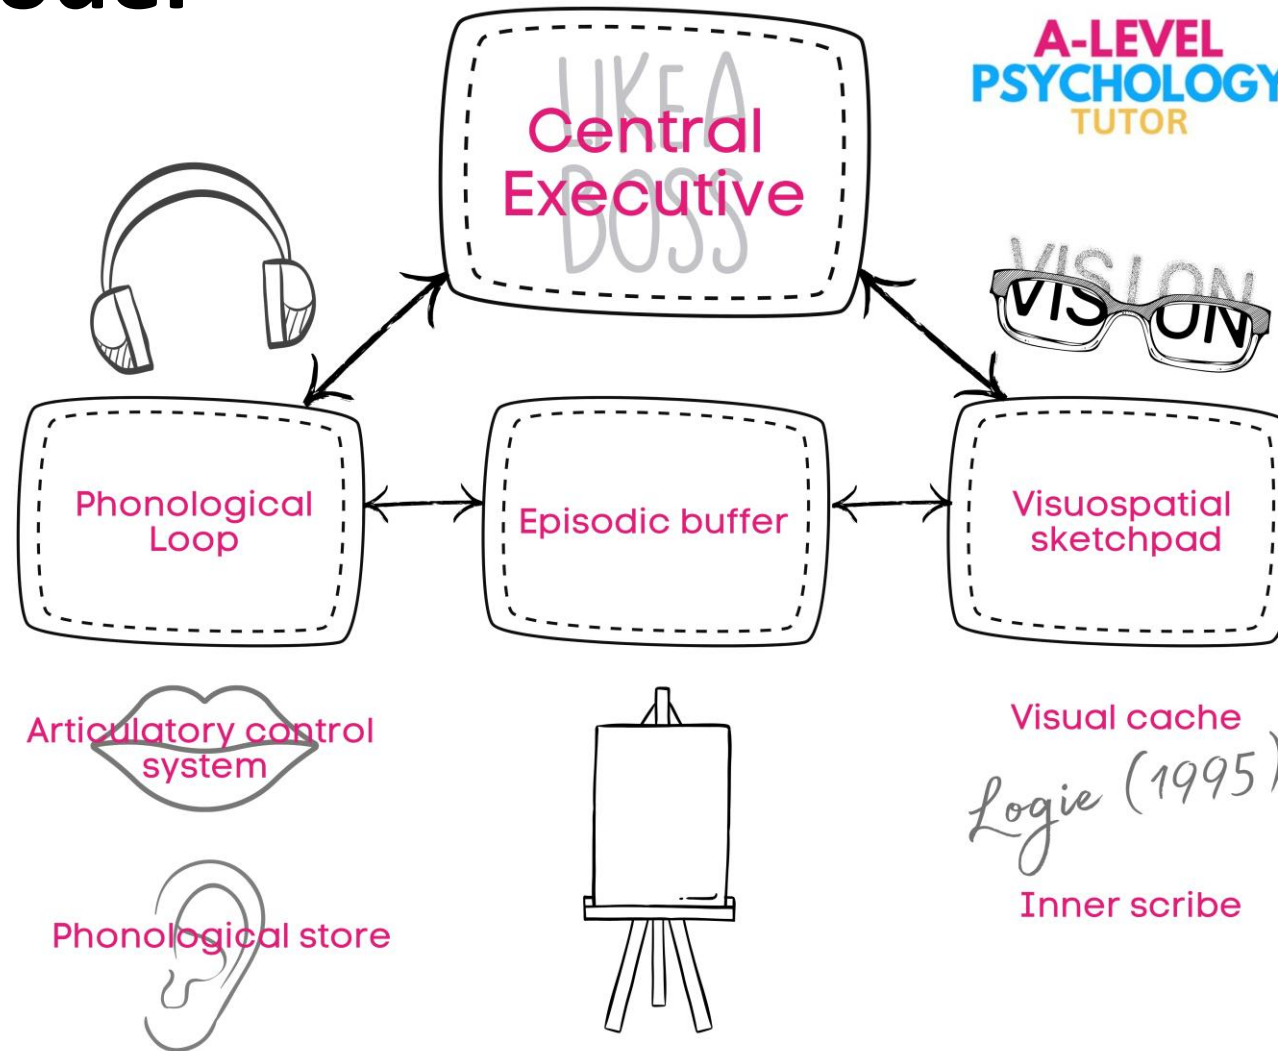 LIKE A
BOSS
Central
Executive
A-LEVEL
PSYCHOLOGY
TUTOR
VISION
VISION
Phonological
Loop
Episodic buffer
Visuospatial
sketchpad
Articulatory control
system
Visual cache
Logie (1995)
Phonological store
Inner scribe